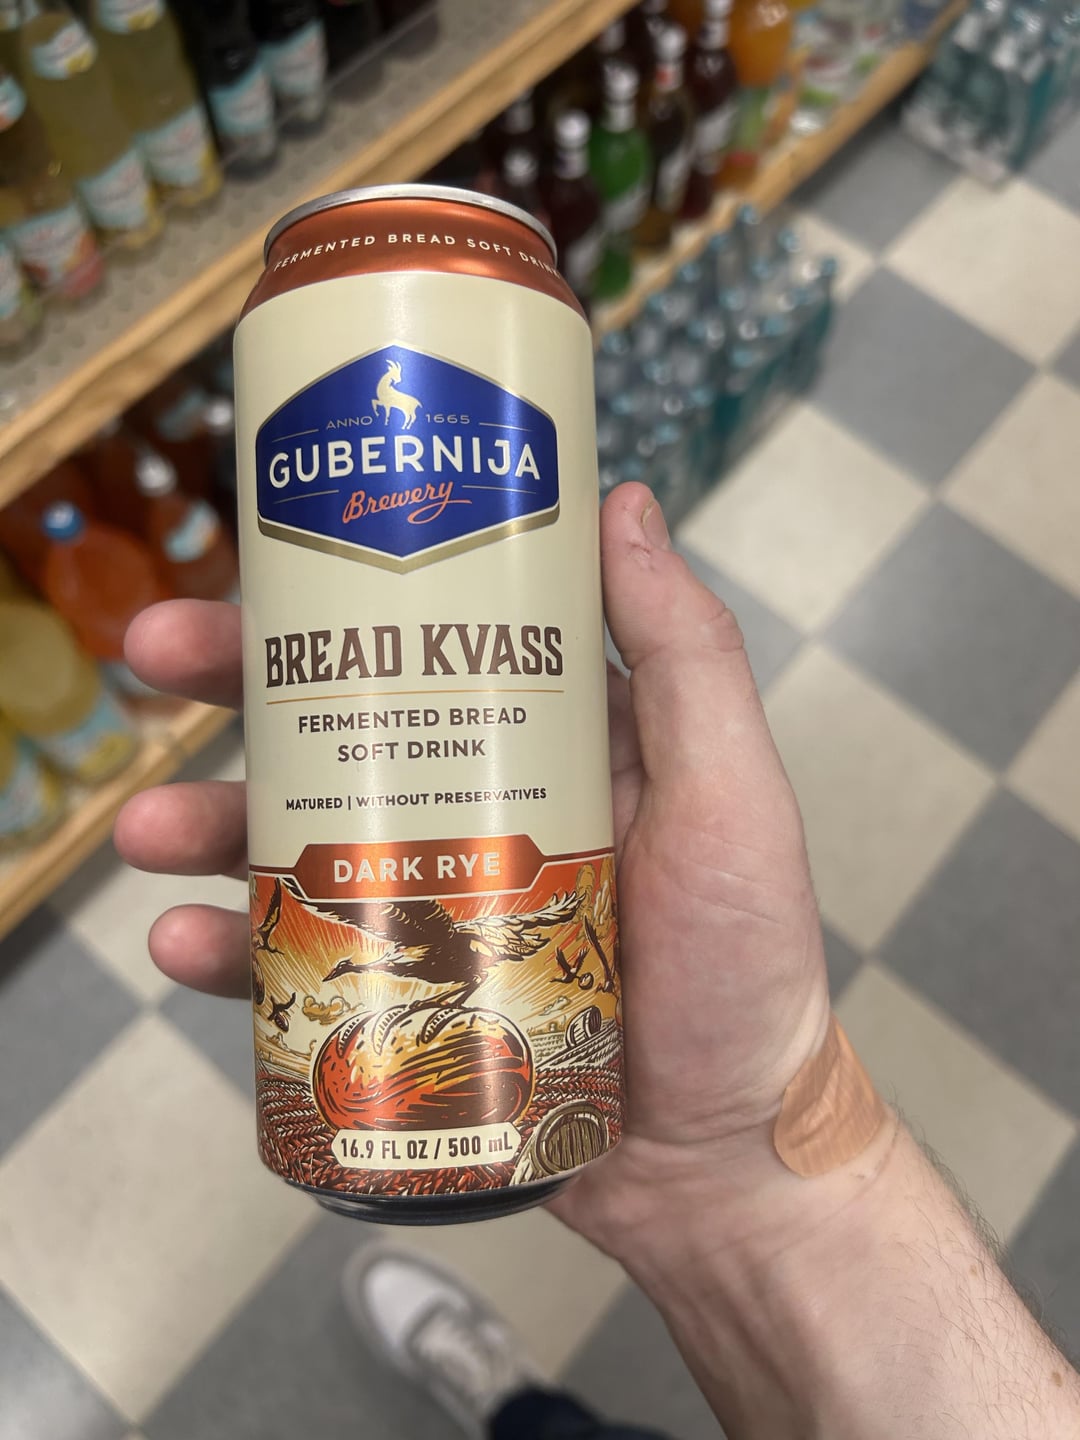 FERMENTED BREAD SOFT DRINK
ANNO 1665
GUBERNIJA
Brewery
BREAD KVASS
FERMENTED BREAD
SOFT DRINK
MATURED | WITHOUT PRESERVATIVES
DARK RYE
16.9 FL OZ / 500 mL